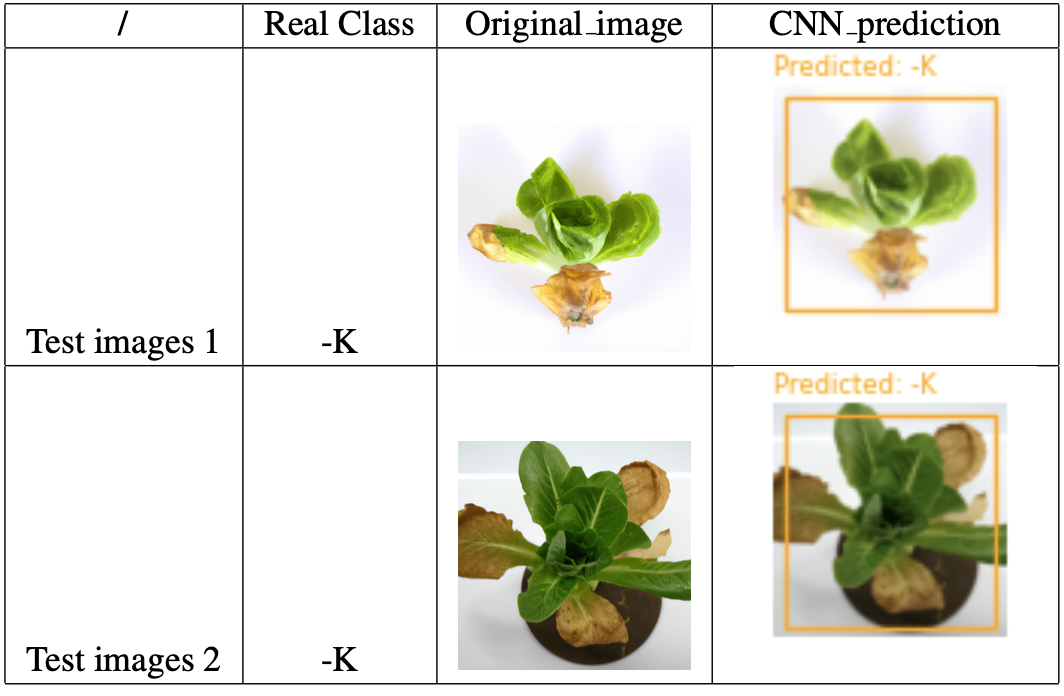 / Real Class Original_image CNN_prediction
Predicted: -K
Test images 1 -K
Predicted: -K
Test images 2 -K